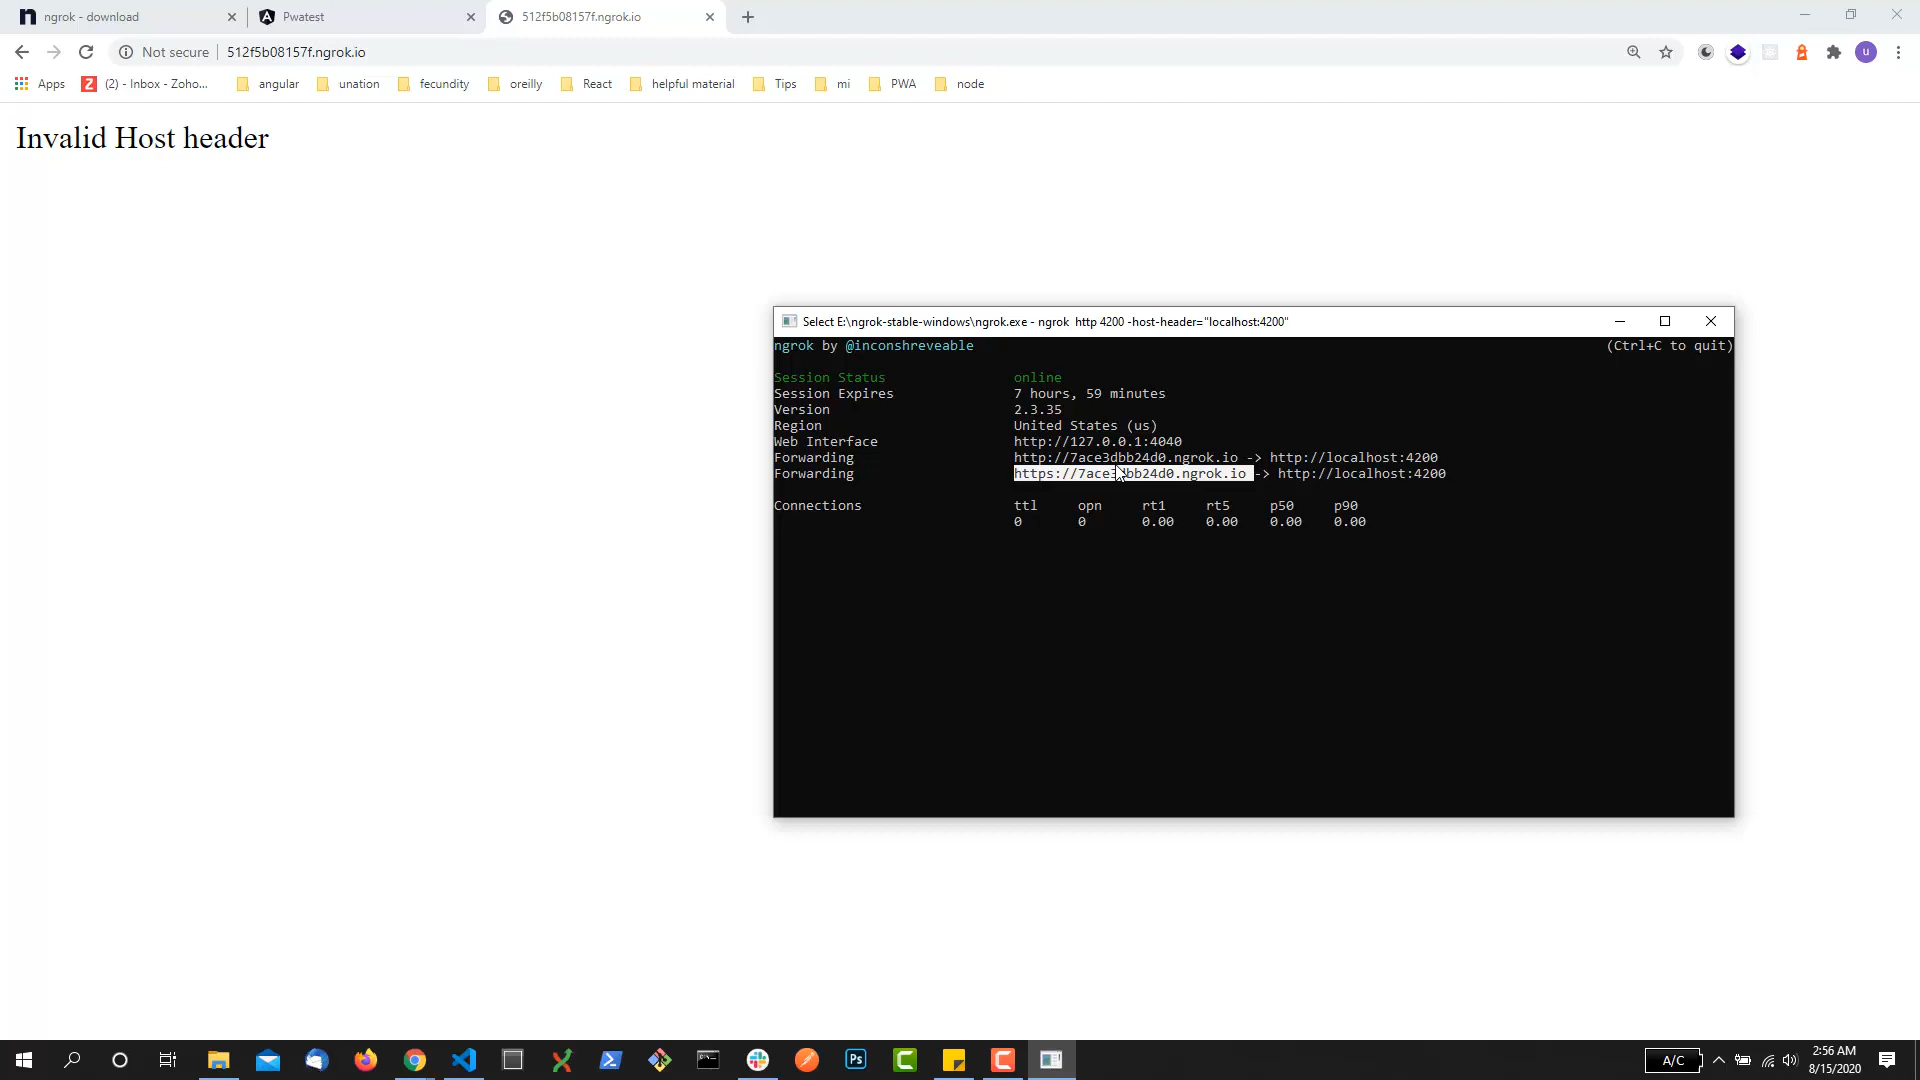 ngrok - download
Pwatest
512f5b08157f.ngrok.io
Not secure
512f5b08157f.ngrok.io
u
Apps
Z
(2) - Inbox - Zoho...
angular
unation
fecundity
oreilly
React
helpful material
Tips
mi
PWA
node
Invalid Host header
Select E:\ngrok-stable-windows\ngrok.exe - ngrok  http 4200 -host-header="localhost:4200"
ngrok by @inconshreveable (Ctrl+C to quit)
Session Status online
Session Expires 7 hours, 59 minutes
Version 2.3.35
Region United States (us)
Web Interface http://127.0.0.1:4040
Forwarding http://7ace3dbb24d0.ngrok.io -> http://localhost:4200
Forwarding https://7ace3dbb24d0.ngrok.io -> http://localhost:4200
Connections ttl opn rt1 rt5 p50 p90
0 0 0.00 0.00 0.00 0.00
Ps
A/C
2:56 AM
8/15/2020